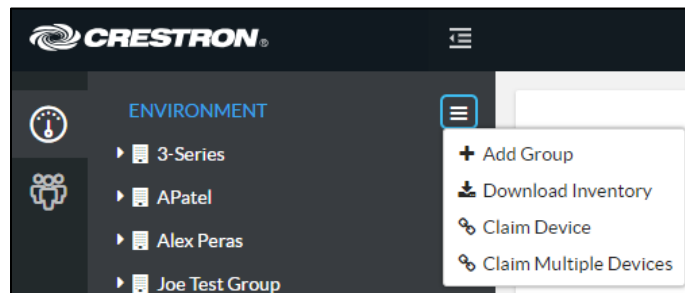 CRESTRON®
ENVIRONMENT
3-Series
APatel
Alex Peras
Joe Test Group
Add Group
Download Inventory
Claim Device
Claim Multiple Devices